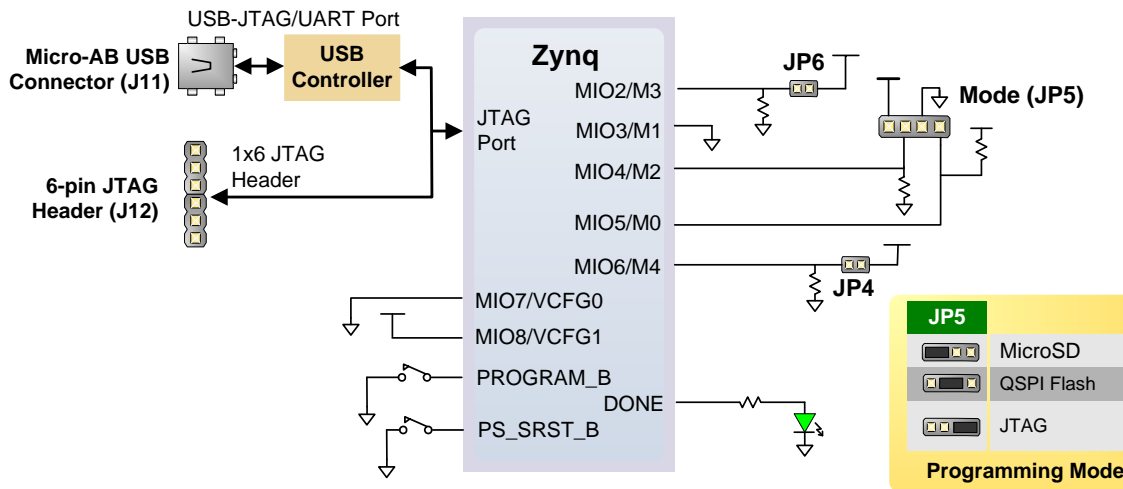 USB-JTAG/UART Port
Micro-AB USB
Connector (J11)
USB
Controller
1x6 JTAG
Header
6-pin JTAG
Header (J12)
Zynq
JTAG
Port
MIO2/M3
MIO3/M1
MIO4/M2
MIO5/M0
MIO6/M4
MIO7/VCFG0
MIO8/VCFG1
PROGRAM_B
DONE
PS_SRST_B
JP6
Mode (JP5)
JP4
JP5
MicroSD
QSPI Flash
JTAG
Programming Mode